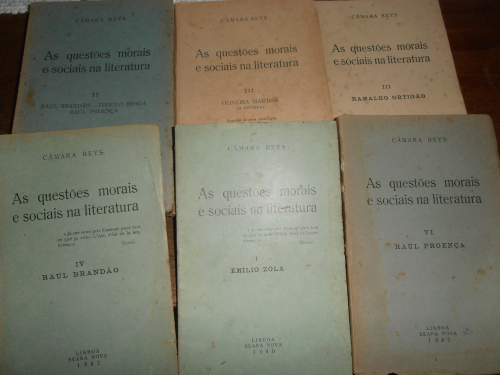 CÂMARA REYS
As questões morais
e sociais na literatura
II
RAUL BRANDÃO - TEÓFILO BRAGA
RAUL PROENÇA
CÂMARA REYS
As questões morais
e sociais na literatura
III
OLIVEIRA MARTINS
CÂMARA REYS
As questões morais
e sociais na literatura
III
RAMALHO ORTIGÃO
CÂMARA REYS
As questões morais
e sociais na literatura
IV
RAUL BRANDÃO
LISBOA
SEARA NOVA
CÂMARA REYS
As questões morais
e sociais na literatura
I
EMÍLIO ZOLA
LISBOA
SEARA NOVA
CÂMARA REYS
As questões morais
e sociais na literatura
VI
RAUL PROENÇA
LISBOA
SEARA NOVA